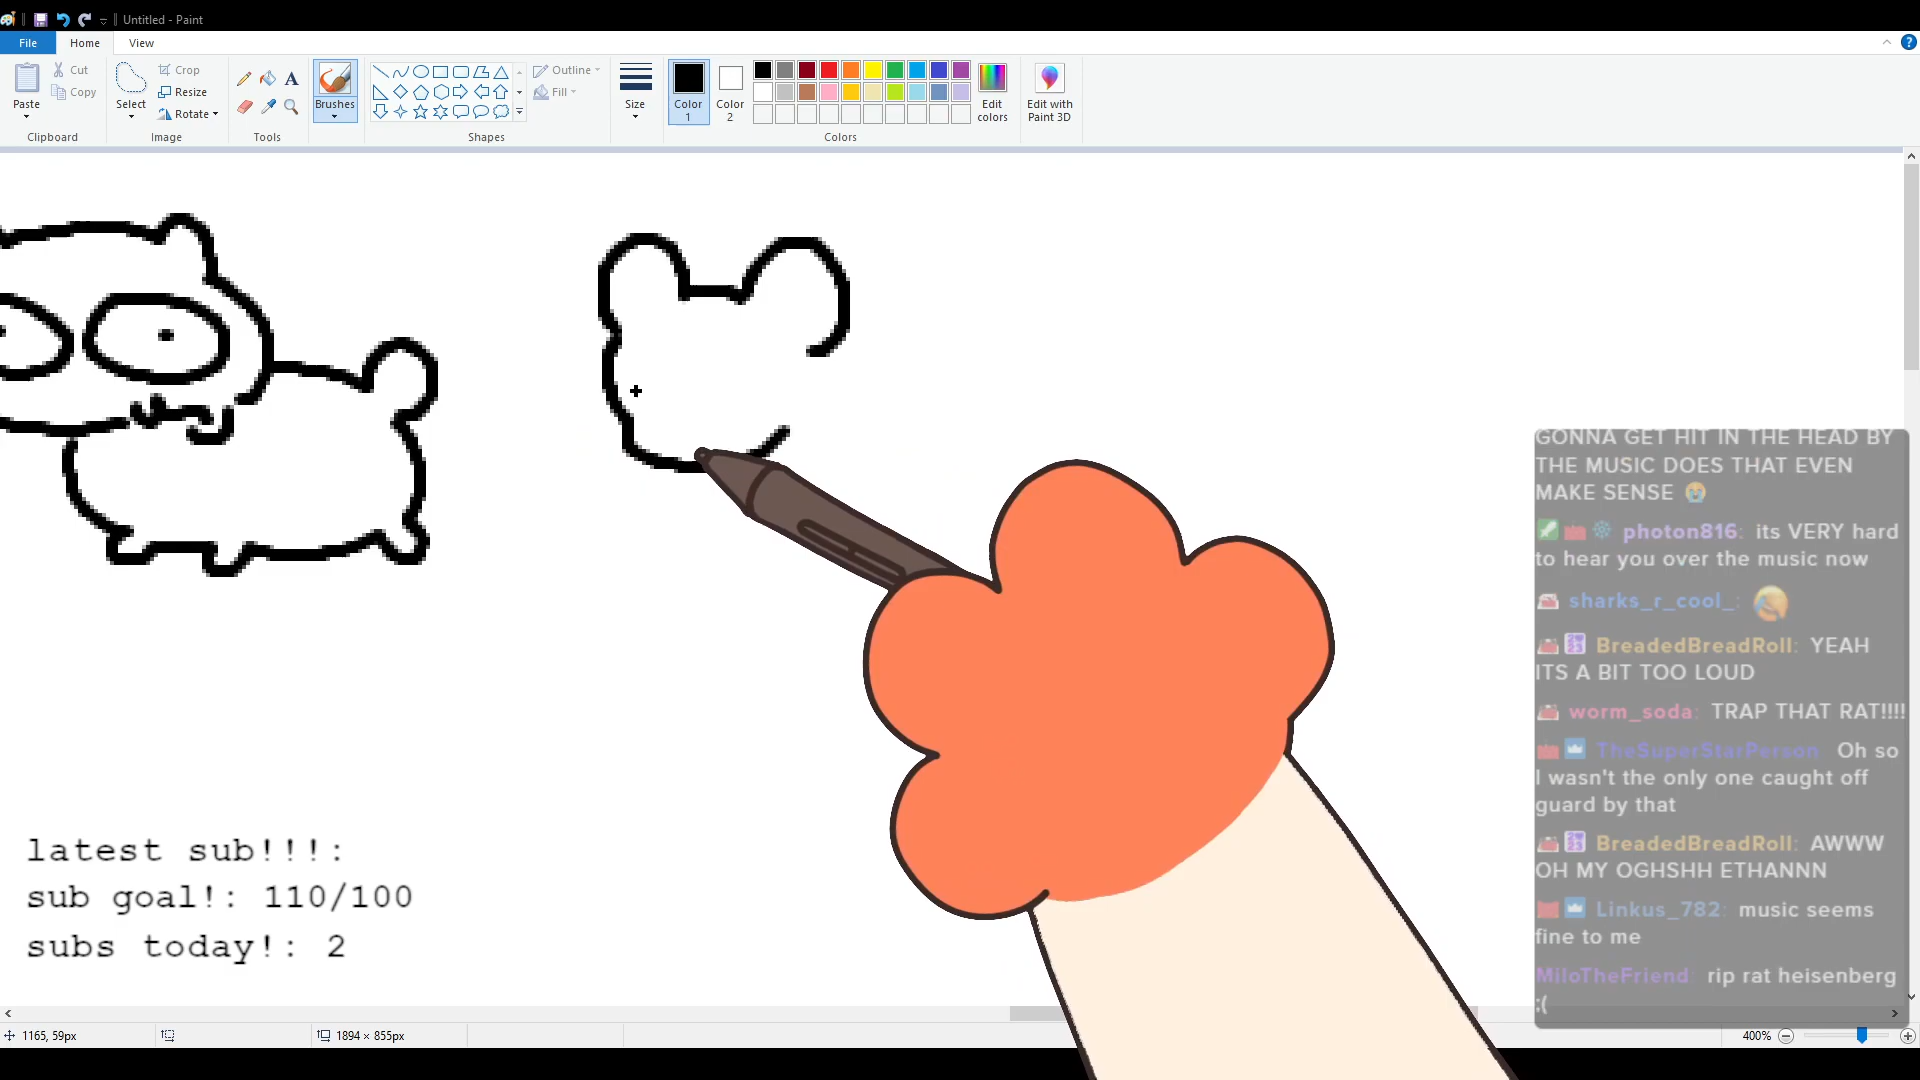 Untitled - Paint
File Home View
Paste
Cut
Copy
Clipboard
Select
Crop
Resize
Rotate
Image
A
Tools
Brushes
Shapes
Outline
Fill
Size
Color 1
Color 2
Edit colors
Colors
Edit with Paint 3D
GONNA GET HIT IN THE HEAD BY
THE MUSIC DOES THAT EVEN
MAKE SENSE 😭
photon816: its VERY hard
to hear you over the music now
sharks_r_cool_:
BreadedBreadRoll: YEAH
ITS A BIT TOO LOUD
worm_soda: TRAP THAT RAT!!!!
TheSuperStarPerson: Oh so
I wasn't the only one caught off
guard by that
BreadedBreadRoll: AWWW
OH MY OGHSHH ETHANNN
Linkus_782: music seems
fine to me
MiloTheFriend: rip rat heisenberg
;(
latest sub!!!:
sub goal!: 110/100
subs today!: 2
1165, 59px
1894 × 855px
400%